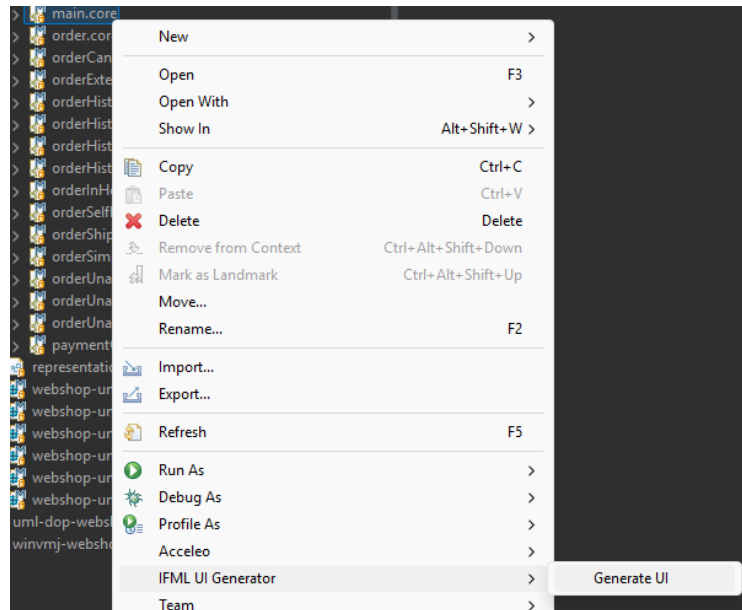 main.core
order.cor
orderCan
orderExte
orderHist
orderHist
orderHist
orderHist
orderInH
orderSelf
orderShip
orderSim
orderUna
orderUna
orderUna
payment
representatic
webshop-ur
webshop-ur
webshop-ur
webshop-ur
webshop-ur
webshop-ur
uml-dop-webs
winvmj-websh
New
Open F3
Open With
Show In Alt+Shift+W
Copy Ctrl+C
Paste Ctrl+V
Delete Delete
Remove from Context Ctrl+Alt+Shift+Down
Mark as Landmark Ctrl+Alt+Shift+Up
Move...
Rename... F2
Import...
Export...
Refresh F5
Run As
Debug As
Profile As
Acceleo
IFML UI Generator
Team
Generate UI